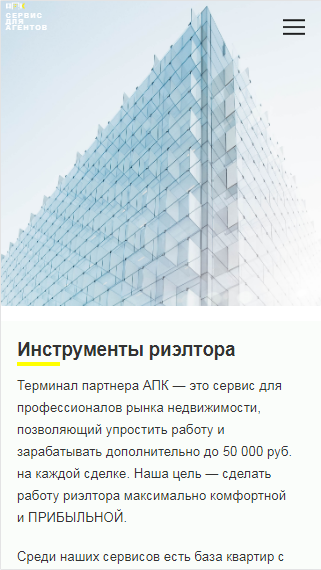 СЕРВИС
ДЛЯ
АГЕНТОВ
Инструменты риэлтора
Терминал партнера АПК — это сервис для
профессионалов рынка недвижимости,
позволяющий упростить работу и
зарабатывать дополнительно до 50 000 руб.
на каждой сделке. Наша цель — сделать
работу риэлтора максимально комфортной
и ПРИБЫЛЬНОЙ.
Среди наших сервисов есть база квартир с